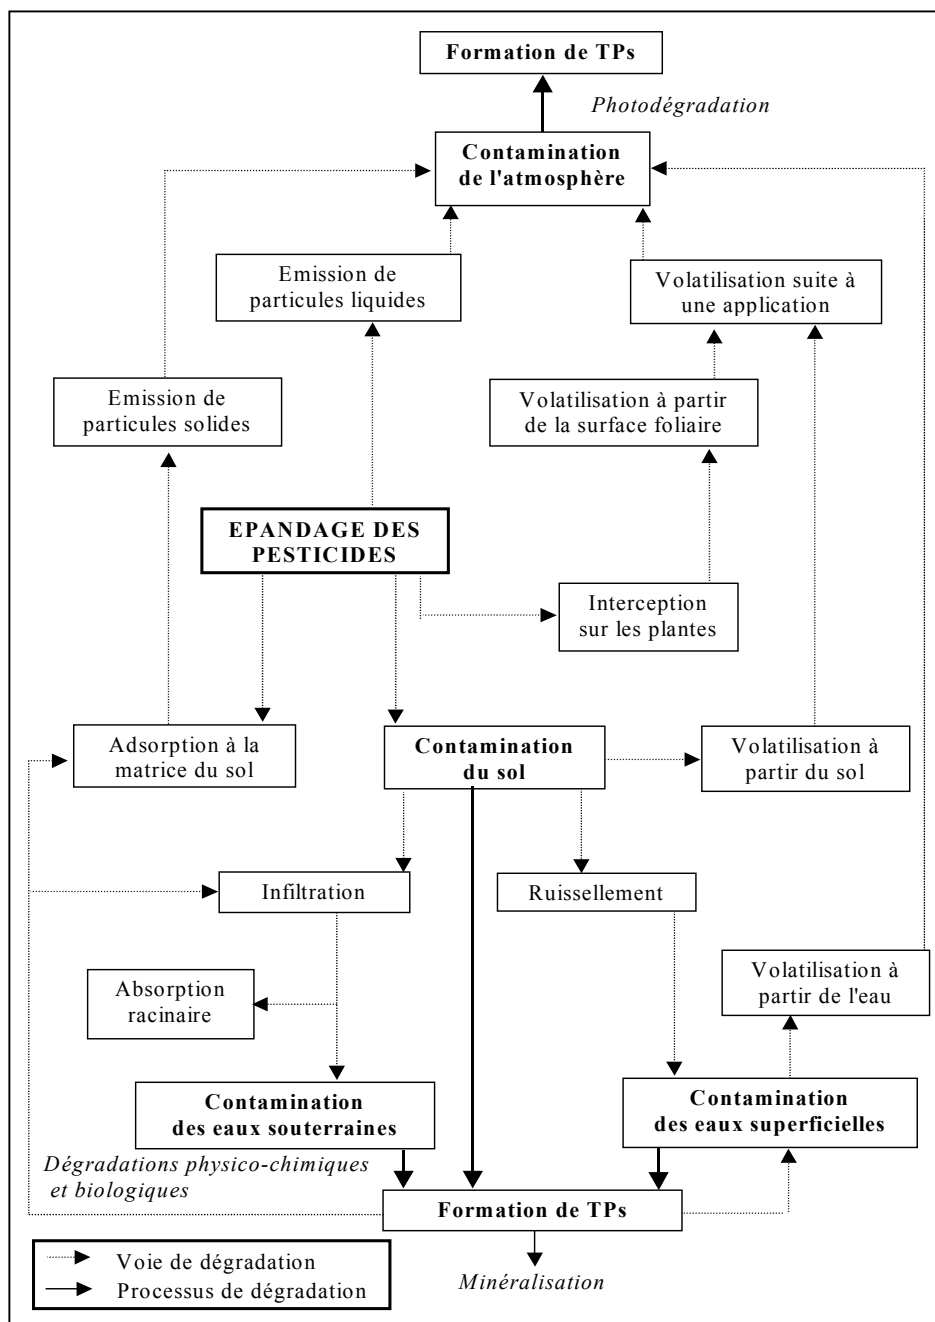 Formation de TPs
Photodégradation
Contamination
de l'atmosphère
Emission de
particules liquides
Volatilisation suite à
une application
Emission de
particules solides
Volatilisation à partir
de la surface foliaire
EPANDAGE DES
PESTICIDES
Interception
sur les plantes
Adsorption à la
matrice du sol
Contamination
du sol
Volatilisation à
partir du sol
Infiltration
Ruissellement
Absorption
racinaire
Volatilisation à
partir de l'eau
Contamination
des eaux souterraines
Contamination
des eaux superficielles
Dégradations physico-chimiques
et biologiques
Formation de TPs
Voie de dégradation
Processus de dégradation
Minéralisation